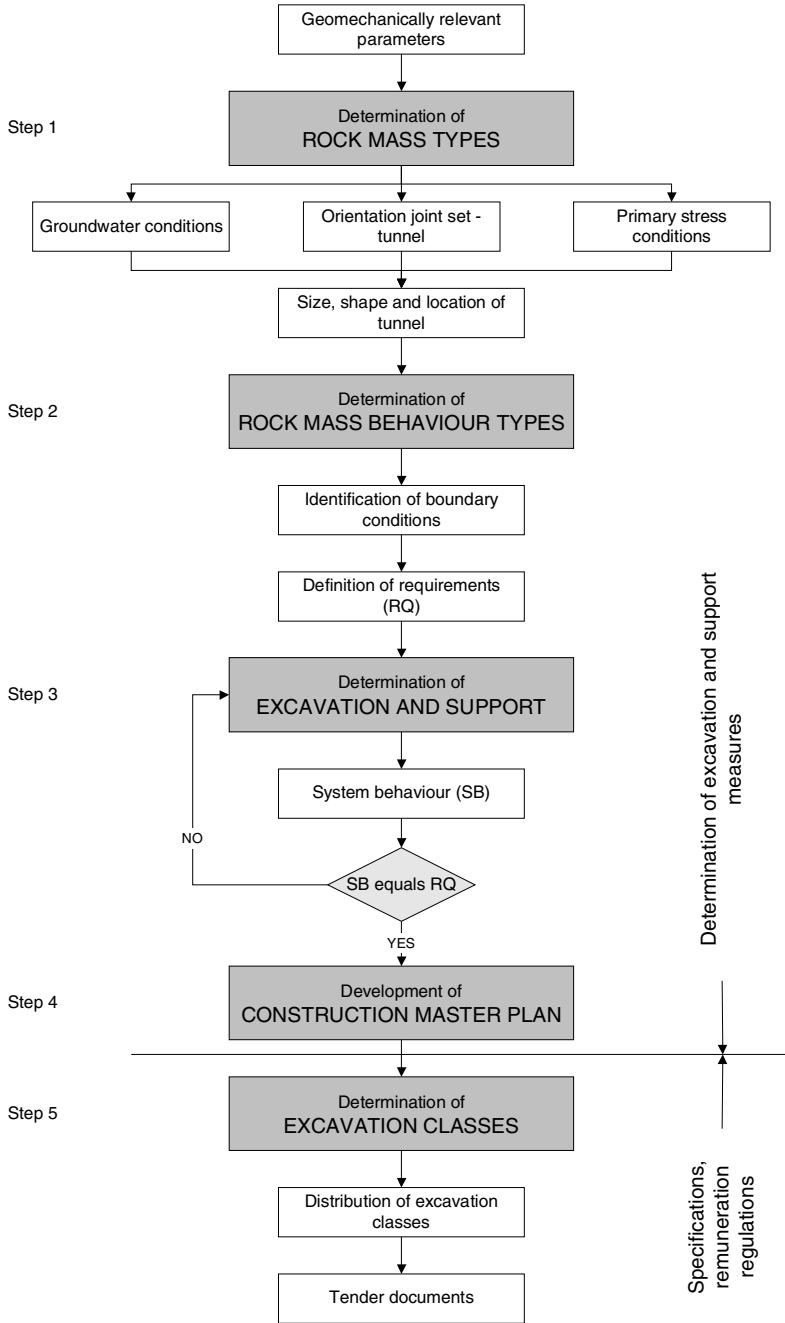 Geomechanically relevant
parameters
Step 1
Determination of
ROCK MASS TYPES
Groundwater conditions
Orientation joint set -
tunnel
Primary stress
conditions
Size, shape and location of
tunnel
Step 2
Determination of
ROCK MASS BEHAVIOUR TYPES
Identification of boundary
conditions
Definition of requirements
(RQ)
Step 3
Determination of
EXCAVATION AND SUPPORT
System behaviour (SB)
NO
SB equals RQ
YES
Step 4
Development of
CONSTRUCTION MASTER PLAN
Determination of excavation and support
measures
Step 5
Determination of
EXCAVATION CLASSES
Distribution of excavation
classes
Tender documents
Specifications,
remuneration
regulations